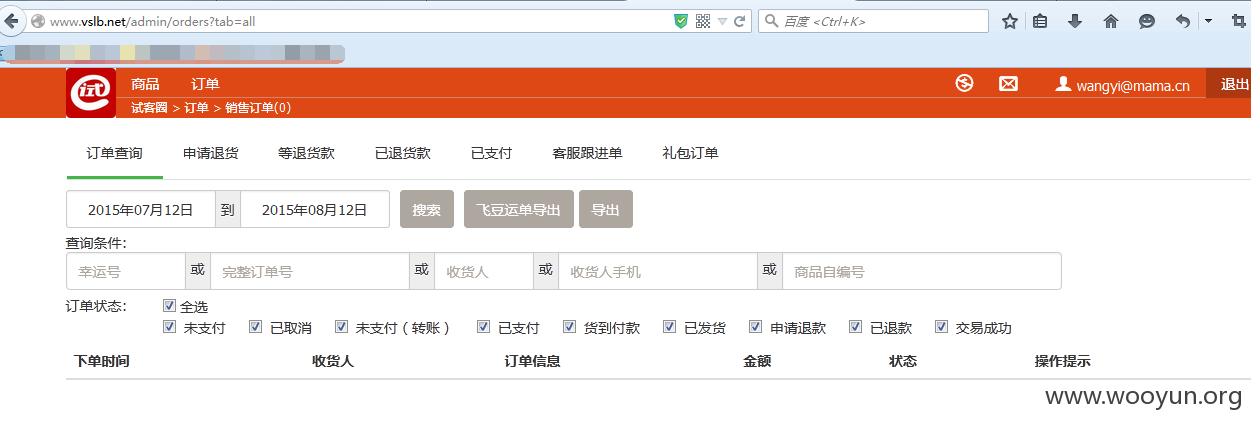 www.vslb.net/admin/orders?tab=all
百度 <Ctrl+K>
试 商品 订单 wangyi@mama.cn 退出
试客圈 > 订单 > 销售订单(0)
订单查询 申请退货 等退货款 已退货款 已支付 客服跟进单 礼包订单
2015年07月12日 到 2015年08月12日 搜索 飞豆运单导出 导出
查询条件:
幸运号 或 完整订单号 或 收货人 或 收货人手机 或 商品自编号
订单状态: 全选
未支付 已取消 未支付(转账) 已支付 货到付款 已发货 申请退款 已退款 交易成功
下单时间 收货人 订单信息 金额 状态 操作提示
www.wooyun.org